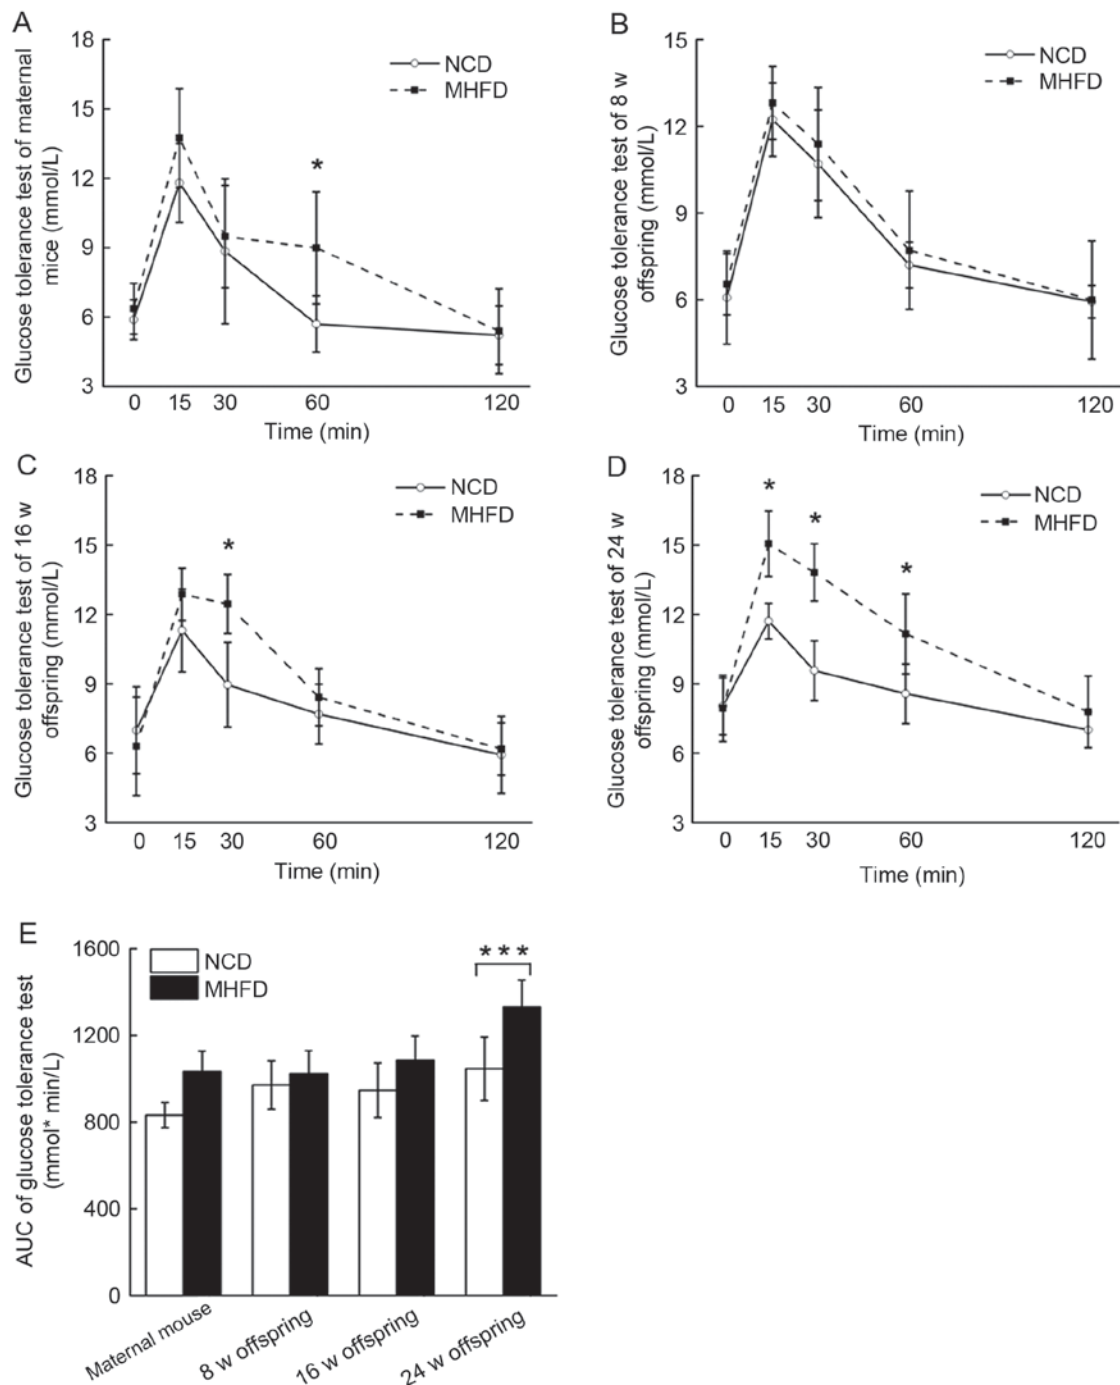 A
Glucose tolerance test of maternal
mice (mmol/L)
18
15
12
9
6
3
NCD
MHFD
*
0 15 30 60 120
Time (min)
B
Glucose tolerance test of 8 w
offspring (mmol/L)
15
12
9
6
3
NCD
MHFD
0 15 30 60 120
Time (min)
C
Glucose tolerance test of 16 w
offspring (mmol/L)
18
15
12
9
6
3
NCD
MHFD
*
0 15 30 60 120
Time (min)
D
Glucose tolerance test of 24 w
offspring (mmol/L)
18
15
12
9
6
3
NCD
MHFD
* * *
0 15 30 60 120
Time (min)
E
AUC of glucose tolerance test
(mmol* min/L)
1600
1200
800
400
0
NCD
MHFD
***
Maternal mouse
8 w offspring
16 w offspring
24 w offspring